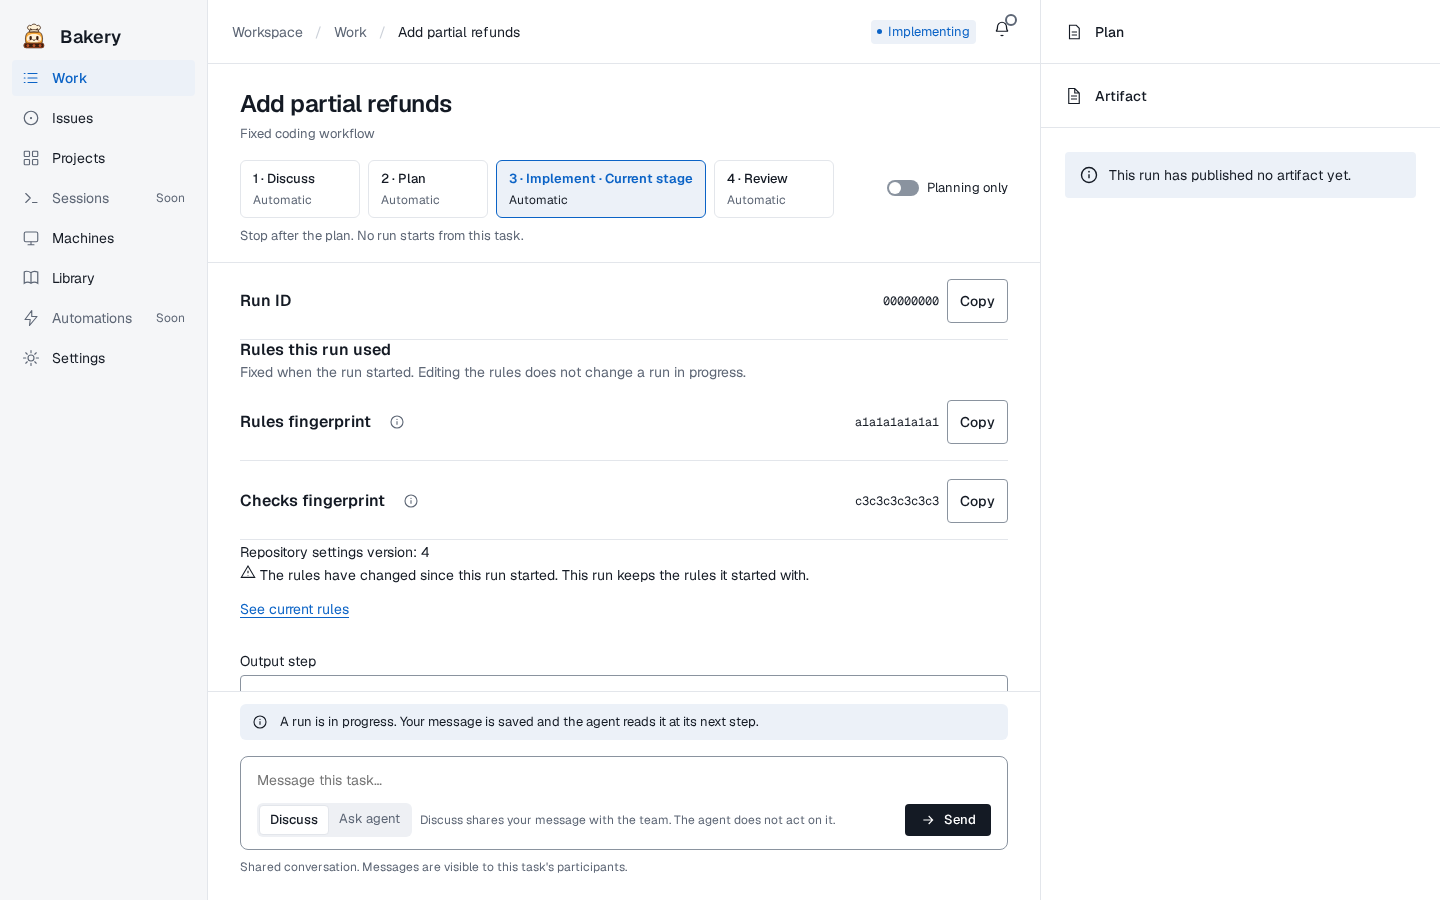 Bakery
Work
Issues
Projects
Sessions Soon
Machines
Library
Automations Soon
Settings
Workspace / Work / Add partial refunds
Implementing
Add partial refunds
Fixed coding workflow
1 · Discuss
Automatic
2 · Plan
Automatic
3 · Implement · Current stage
Automatic
4 · Review
Automatic
Planning only
Stop after the plan. No run starts from this task.
Run ID
00000000
Copy
Rules this run used
Fixed when the run started. Editing the rules does not change a run in progress.
Rules fingerprint
a1a1a1a1a1a1
Copy
Checks fingerprint
c3c3c3c3c3c3
Copy
Repository settings version: 4
The rules have changed since this run started. This run keeps the rules it started with.
See current rules
Output step
A run is in progress. Your message is saved and the agent reads it at its next step.
Message this task...
Discuss
Ask agent
Discuss shares your message with the team. The agent does not act on it.
Send
Shared conversation. Messages are visible to this task's participants.
Plan
Artifact
This run has published no artifact yet.